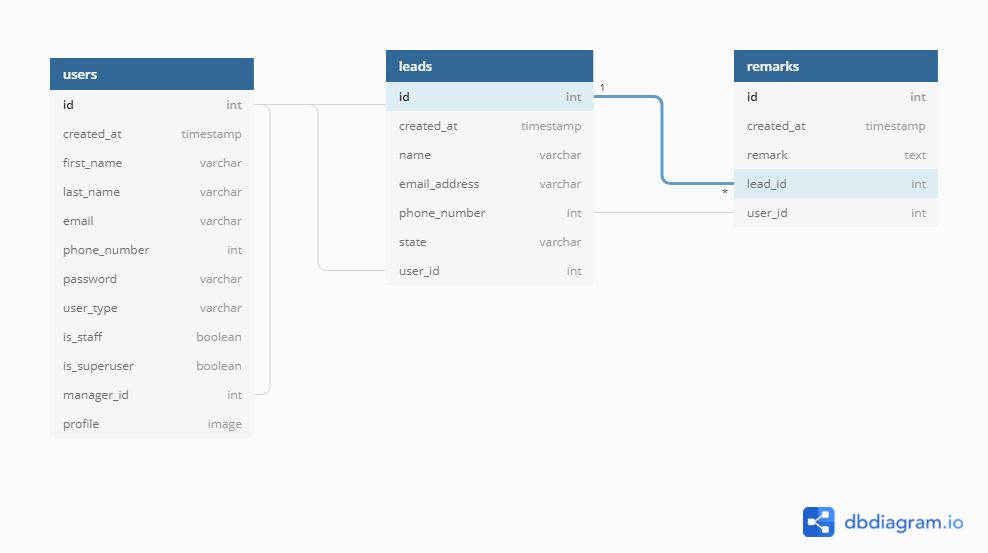 users
id int
created_at timestamp
first_name varchar
last_name varchar
email varchar
phone_number int
password varchar
user_type varchar
is_staff boolean
is_superuser boolean
manager_id int
profile image
leads
id int
created_at timestamp
name varchar
email_address varchar
phone_number int
state varchar
user_id int
1
*
remarks
id int
created_at timestamp
remark text
lead_id int
user_id int
dbdiagram.io